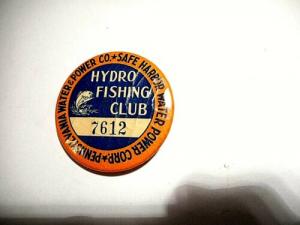 PENNSYLVANIA WATER & POWER CO. ★ SAFE HARBOR WATER POWER CORP. ★
HYDRO
FISHING
CLUB
7612